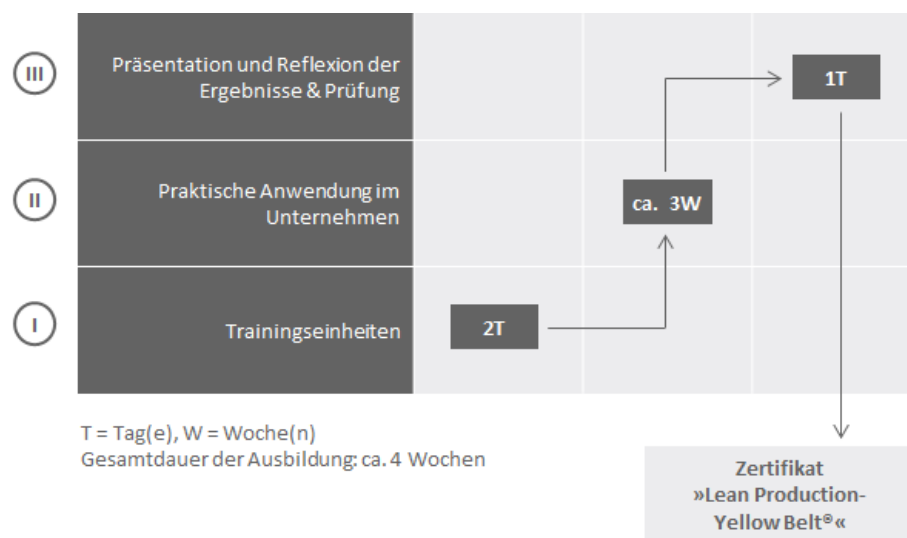 III
Präsentation und Reflexion der
Ergebnisse & Prüfung
1T
II
Praktische Anwendung im
Unternehmen
ca. 3W
I
Trainingseinheiten
2T
T = Tag(e), W = Woche(n)
Gesamtdauer der Ausbildung: ca. 4 Wochen
Zertifikat
»Lean Production-
Yellow Belt®«